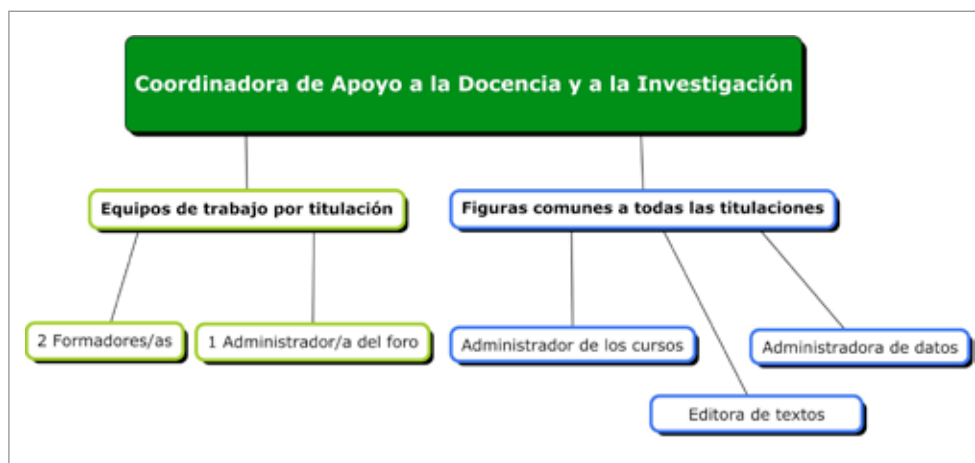 Coordinadora de Apoyo a la Docencia y a la Investigación
Equipos de trabajo por titulación
Figuras comunes a todas las titulaciones
2 Formadores/as
1 Administrador/a del foro
Administrador de los cursos
Administradora de datos
Editora de textos